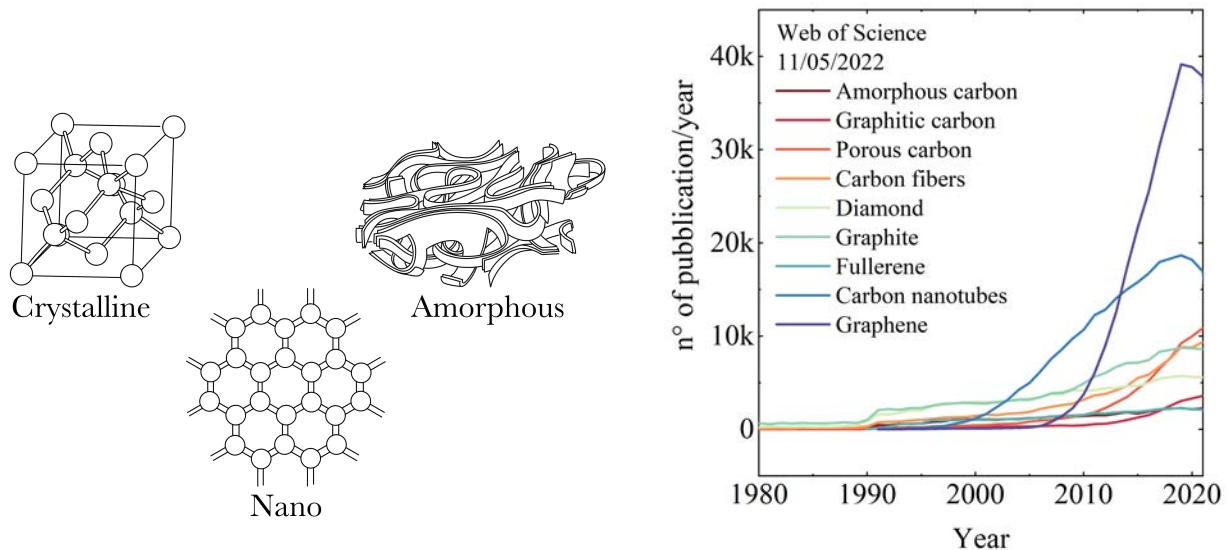 Crystalline
Amorphous
Nano
n° of pubblication/year
40k
30k
20k
10k
0
Web of Science
11/05/2022
Amorphous carbon
Graphitic carbon
Porous carbon
Carbon fibers
Diamond
Graphite
Fullerene
Carbon nanotubes
Graphene
1980 1990 2000 2010 2020
Year